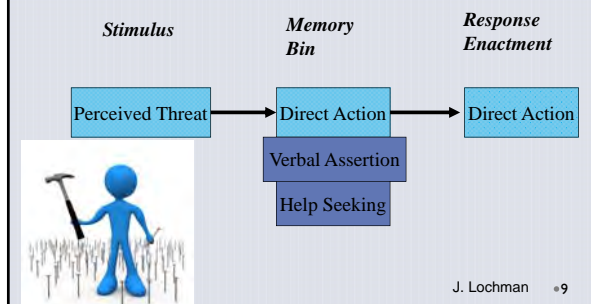 Stimulus
Memory
Bin
Response
Enactment
Perceived Threat
Direct Action
Direct Action
Verbal Assertion
Help Seeking
J. Lochman •9